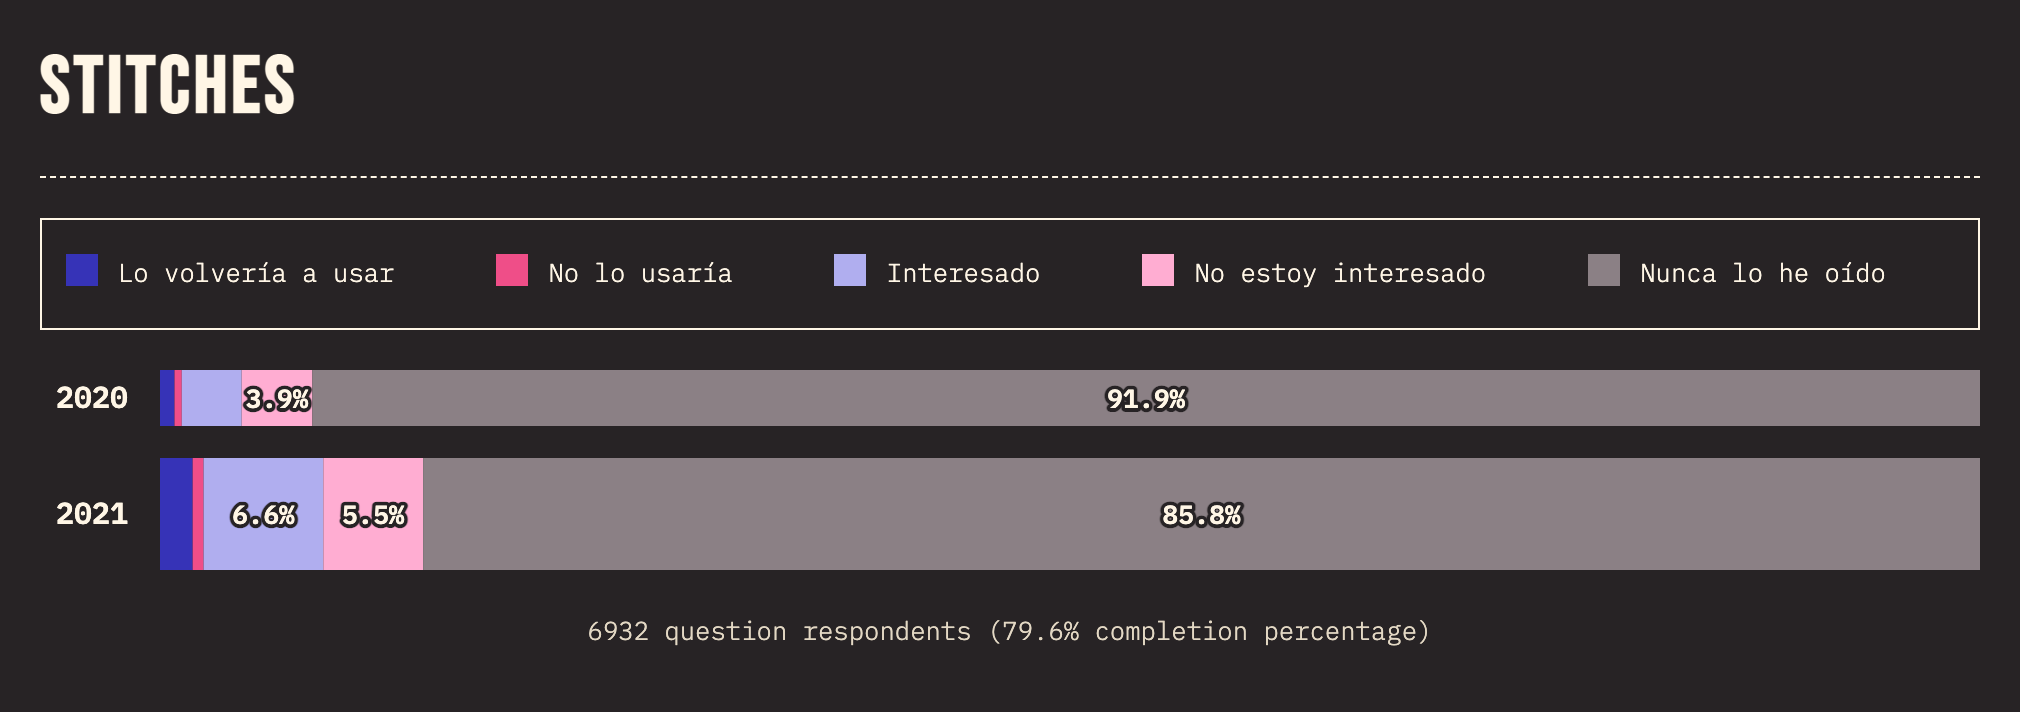 STITCHES
Lo volvería a usar No lo usaría Interesado No estoy interesado Nunca lo he oído
2020 3.9% 91.9%
2021 6.6% 5.5% 85.8%
6932 question respondents (79.6% completion percentage)